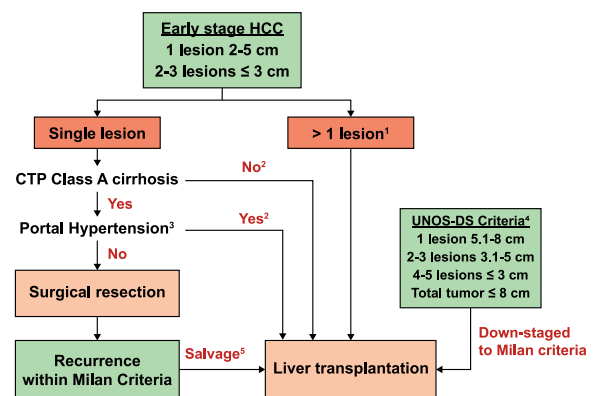 Early stage HCC
1 lesion 2-5 cm
2-3 lesions ≤ 3 cm
Single lesion
> 1 lesion¹
No²
CTP Class A cirrhosis
Yes
Portal Hypertension³
Yes²
No
UNOS-DS Criteria⁴
1 lesion 5.1-8 cm
2-3 lesions 3.1-5 cm
4-5 lesions ≤ 3 cm
Total tumor ≤ 8 cm
Surgical resection
Down-staged
to Milan criteria
Recurrence
within Milan Criteria
Salvage⁵
Liver transplantation